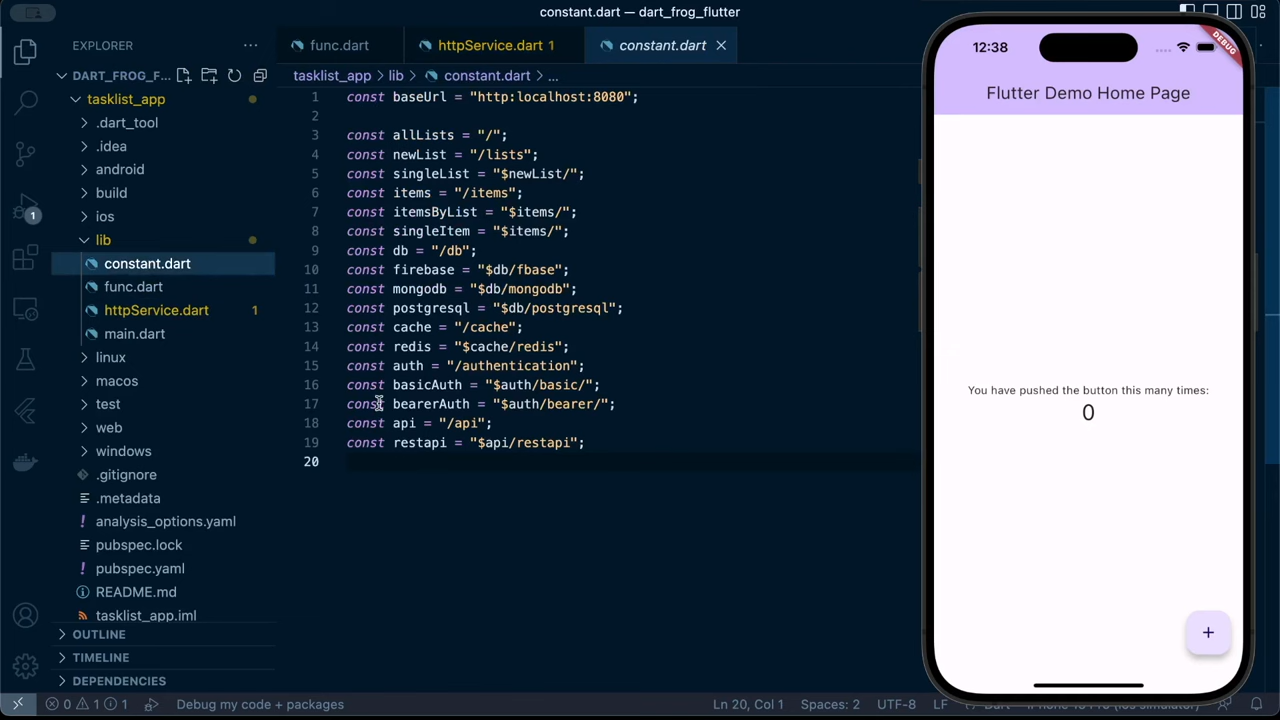 constant.dart — dart_frog_flutter
EXPLORER
DART_FROG_F...
tasklist_app
.dart_tool
.idea
android
build
ios
lib
constant.dart
func.dart
httpService.dart 1
main.dart
linux
macos
test
web
windows
.gitignore
.metadata
analysis_options.yaml
pubspec.lock
pubspec.yaml
README.md
tasklist_app.iml
OUTLINE
TIMELINE
DEPENDENCIES
1
func.dart
httpService.dart 1
constant.dart
tasklist_app > lib > constant.dart > ...
1 const baseUrl = "http:localhost:8080";
2
3 const allLists = "/";
4 const newList = "/lists";
5 const singleList = "$newList/";
6 const items = "/items";
7 const itemsByList = "$items/";
8 const singleItem = "$items/";
9 const db = "/db";
10 const firebase = "$db/fbase";
11 const mongodb = "$db/mongodb";
12 const postgresql = "$db/postgresql";
13 const cache = "/cache";
14 const redis = "$cache/redis";
15 const auth = "/authentication";
16 const basicAuth = "$auth/basic/";
17 const bearerAuth = "$auth/bearer/";
18 const api = "/api";
19 const restapi = "$api/restapi";
20
12:38
DEBUG
Flutter Demo Home Page
You have pushed the button this many times:
0
+
0 1 1 Debug my code + packages
Ln 20, Col 1 Spaces: 2 UTF-8 LF